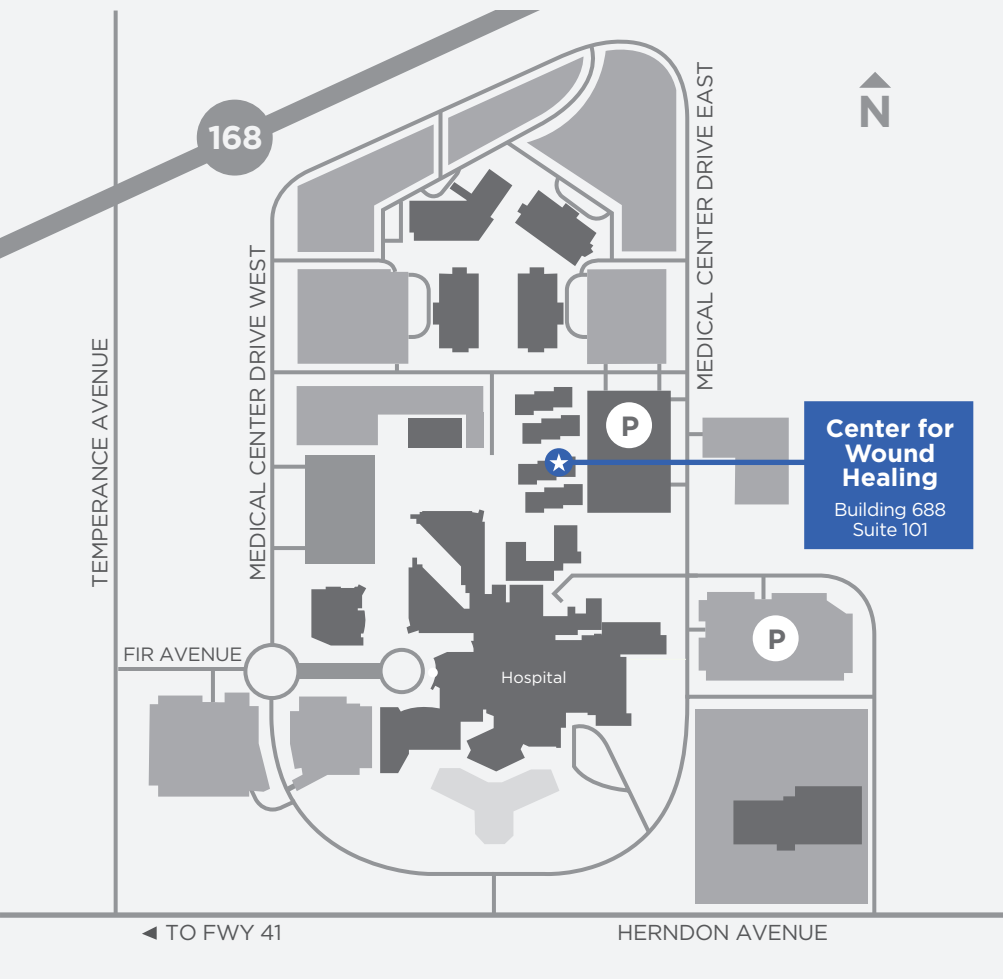 168
N
MEDICAL CENTER DRIVE EAST
MEDICAL CENTER DRIVE WEST
TEMPERANCE AVENUE
P
Center for
Wound
Healing
Building 688
Suite 101
P
FIR AVENUE
Hospital
◄ TO FWY 41
HERNDON AVENUE